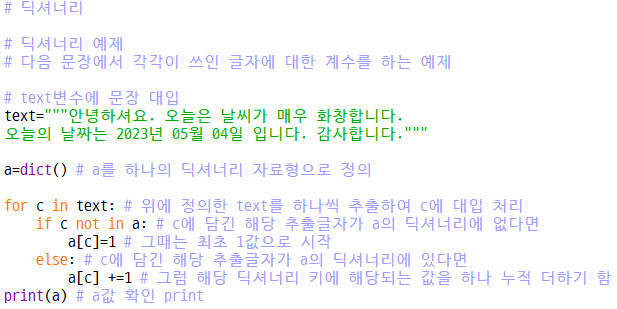 # 딕셔너리
# 딕셔너리 예제
# 다음 문장에서 각각이 쓰인 글자에 대한 계수를 하는 예제
# text변수에 문장 대입
text="""안녕하셔요. 오늘은 날씨가 매우 화창합니다.
오늘의 날짜는 2023년 05월 04일 입니다. 감사합니다."""
a=dict() # a를 하나의 딕셔너리 자료형으로 정의
for c in text: # 위에 정의한 text를 하나씩 추출하여 c에 대입 처리
    if c not in a: # c에 담긴 해당 추출글자가 a의 딕셔너리에 없다면
        a[c]=1 # 그때는 최초 1값으로 시작
    else: # c에 담긴 해당 추출글자가 a의 딕셔너리에 있다면
        a[c] +=1 # 그럼 해당 딕셔너리 키에 해당되는 값을 하나 누적 더하기 함
print(a) # a값 확인 print